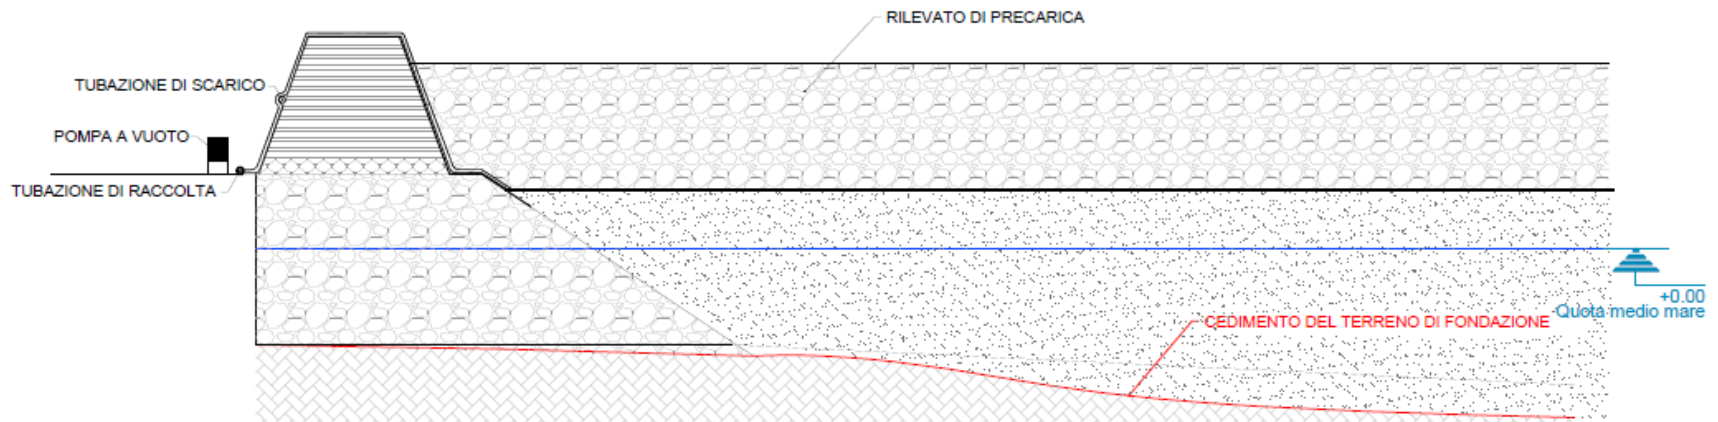 RILEVATO DI PRECARICA
TUBAZIONE DI SCARICO
POMPA A VUOTO
TUBAZIONE DI RACCOLTA
+0.00
Quota medio mare
CEDIMENTO DEL TERRENO DI FONDAZIONE